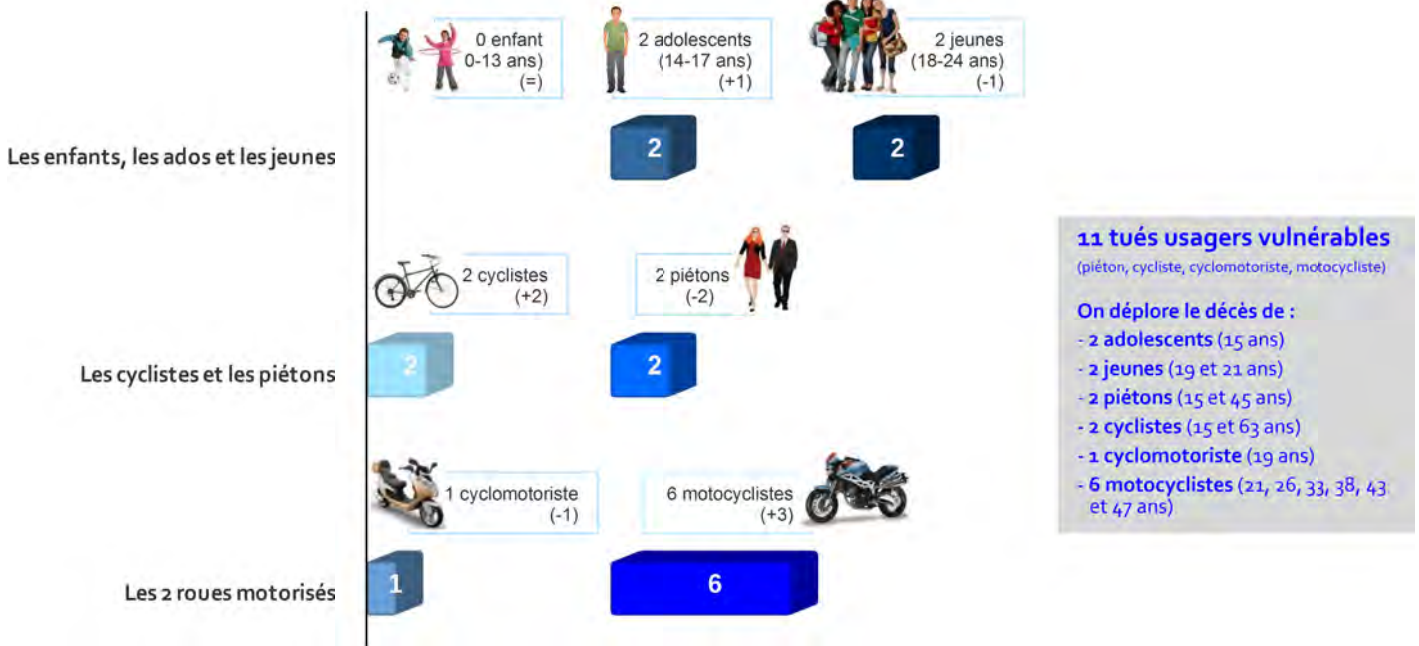 0 enfant
0-13 ans)
(=)
2 adolescents
(14-17 ans)
(+1)
2 jeunes
(18-24 ans)
(-1)
Les enfants, les ados et les jeunes
2
2
2 cyclistes
(+2)
2 piétons
(-2)
Les cyclistes et les piétons
2
2
1 cyclomotoriste
(-1)
6 motocyclistes
(+3)
Les 2 roues motorisés
1
6
11 tués usagers vulnérables
(piéton, cycliste, cyclomotoriste, motocycliste)
On déplore le décès de :
- 2 adolescents (15 ans)
- 2 jeunes (19 et 21 ans)
- 2 piétons (15 et 45 ans)
- 2 cyclistes (15 et 63 ans)
- 1 cyclomotoriste (19 ans)
- 6 motocyclistes (21, 26, 33, 38, 43
et 47 ans)